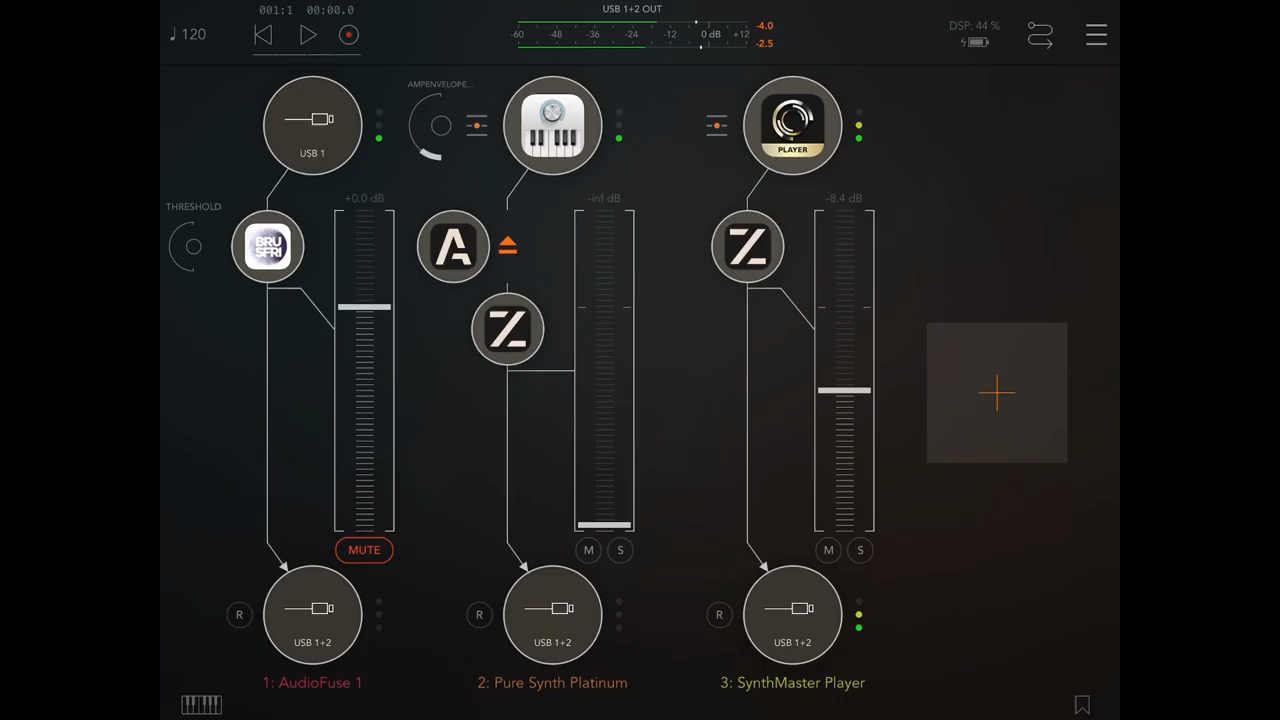 001:1 00:00.0
USB 1+2 OUT
♩120
-60 -48 -36 -24 -12 0 dB +12
-4.0
-2.5
DSP: 44 %
AMPENVELOPE...
USB 1
PLAYER
THRESHOLD
+0.0 dB
-inf dB
-8.4 dB
BRU
SFRI
A
Z
Z
MUTE
M S
M S
R
USB 1+2
R
USB 1+2
R
USB 1+2
1: AudioFuse 1
2: Pure Synth Platinum
3: SynthMaster Player